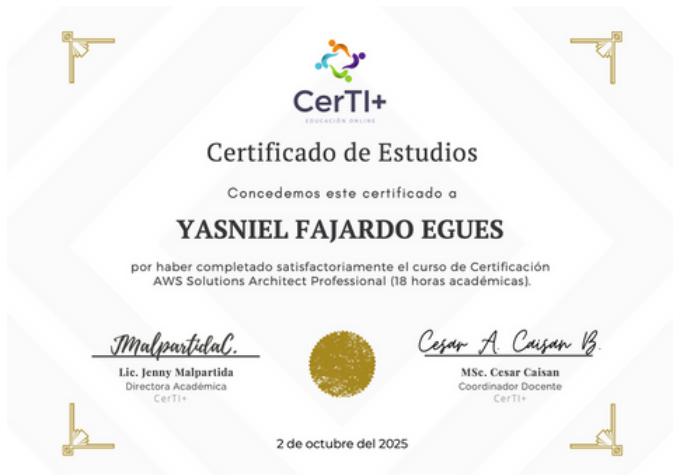 CerTI+
EDUCACIÓN ONLINE
Certificado de Estudios
Concedemos este certificado a
YASNIEL FAJARDO EGUES
por haber completado satisfactoriamente el curso de Certificación
AWS Solutions Architect Professional (18 horas académicas).
JMalpartidaC.
Cesar A. Caisan B.
Lic. Jenny Malpartida
Directora Académica
CerTI+
MSc. Cesar Caisan
Coordinador Docente
CerTI+
2 de octubre del 2025